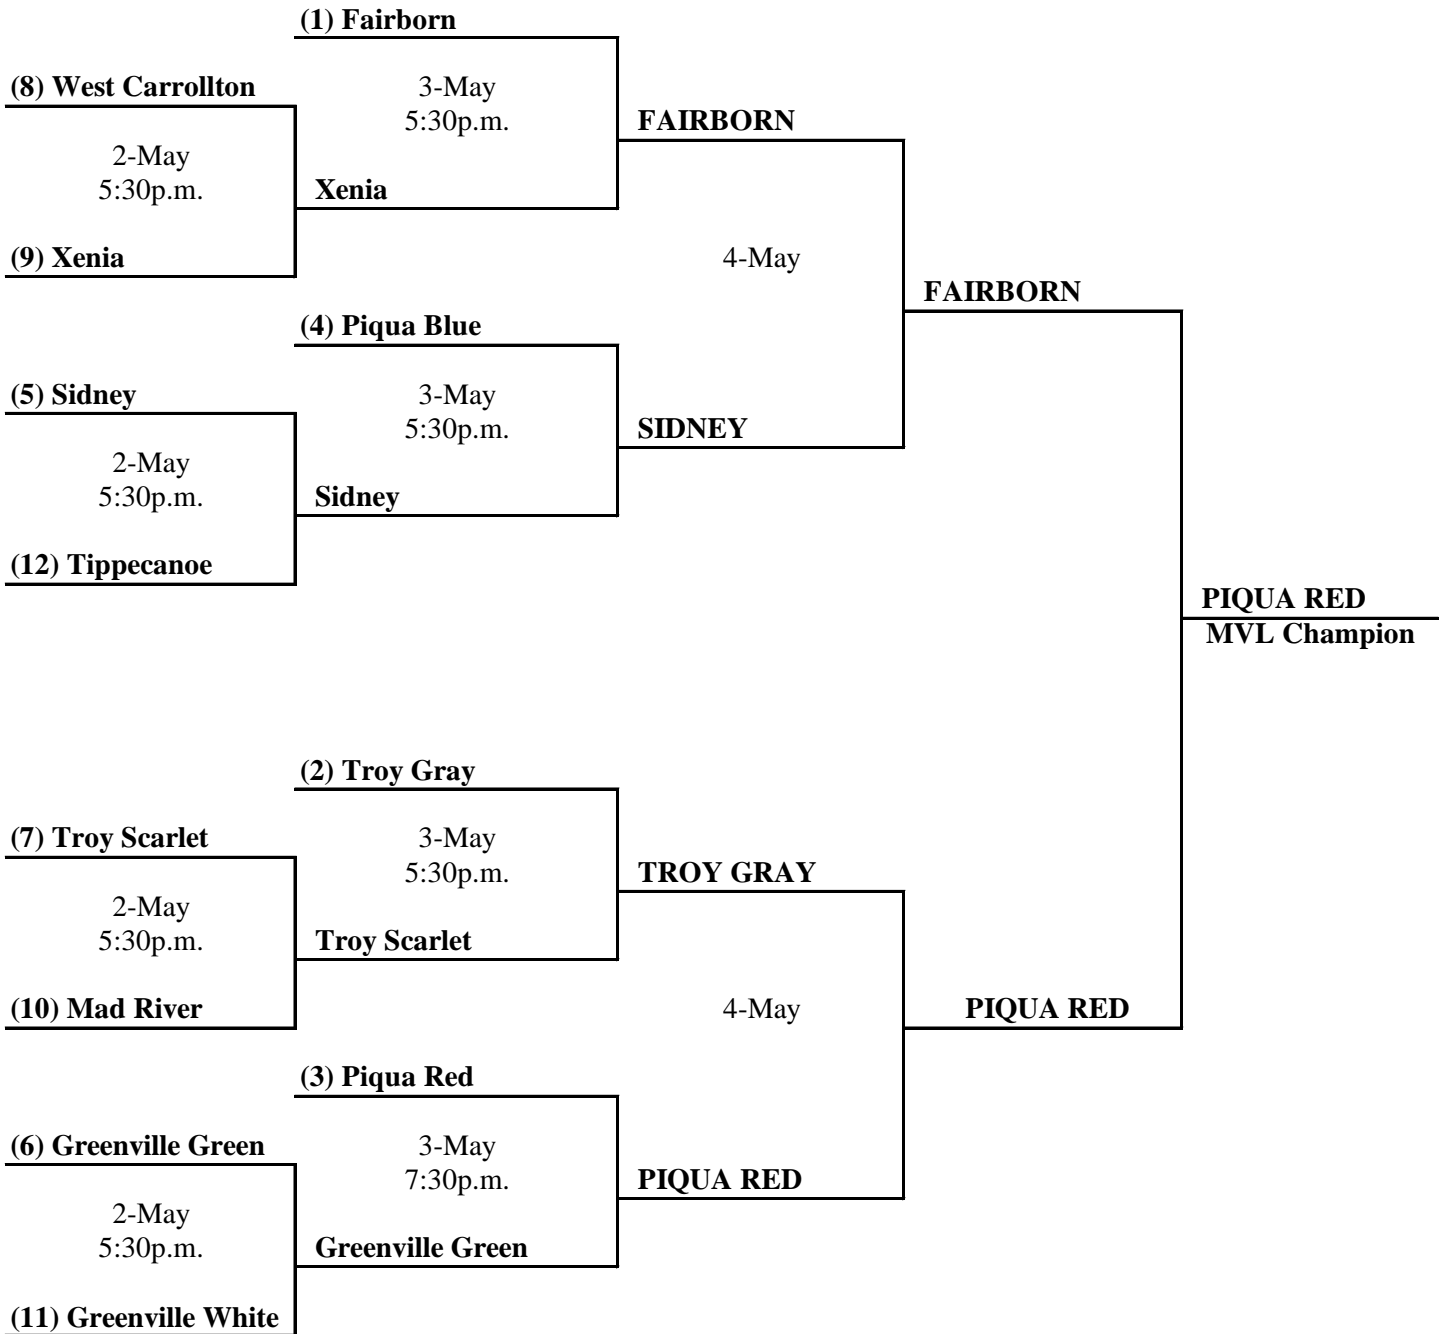 (1) Fairborn
(8) West Carrollton
3-May
5:30p.m.
FAIRBORN
2-May
5:30p.m.
Xenia
(9) Xenia
4-May
FAIRBORN
(4) Piqua Blue
(5) Sidney
3-May
5:30p.m.
SIDNEY
2-May
5:30p.m.
Sidney
(12) Tippecanoe
PIQUA RED
MVL Champion
(2) Troy Gray
(7) Troy Scarlet
3-May
5:30p.m.
TROY GRAY
2-May
5:30p.m.
Troy Scarlet
(10) Mad River
4-May
PIQUA RED
(3) Piqua Red
(6) Greenville Green
3-May
7:30p.m.
PIQUA RED
2-May
5:30p.m.
Greenville Green
(11) Greenville White